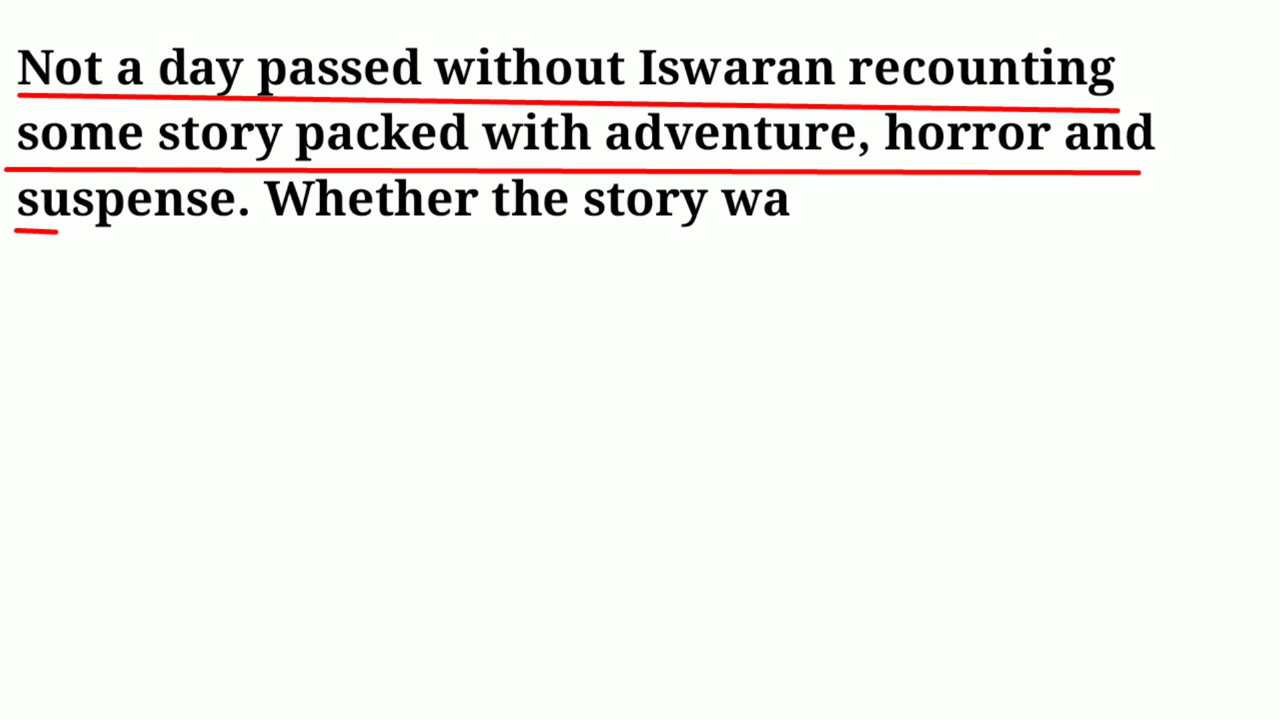 Not a day passed without Iswaran recounting
some story packed with adventure, horror and
suspense. Whether the story wa